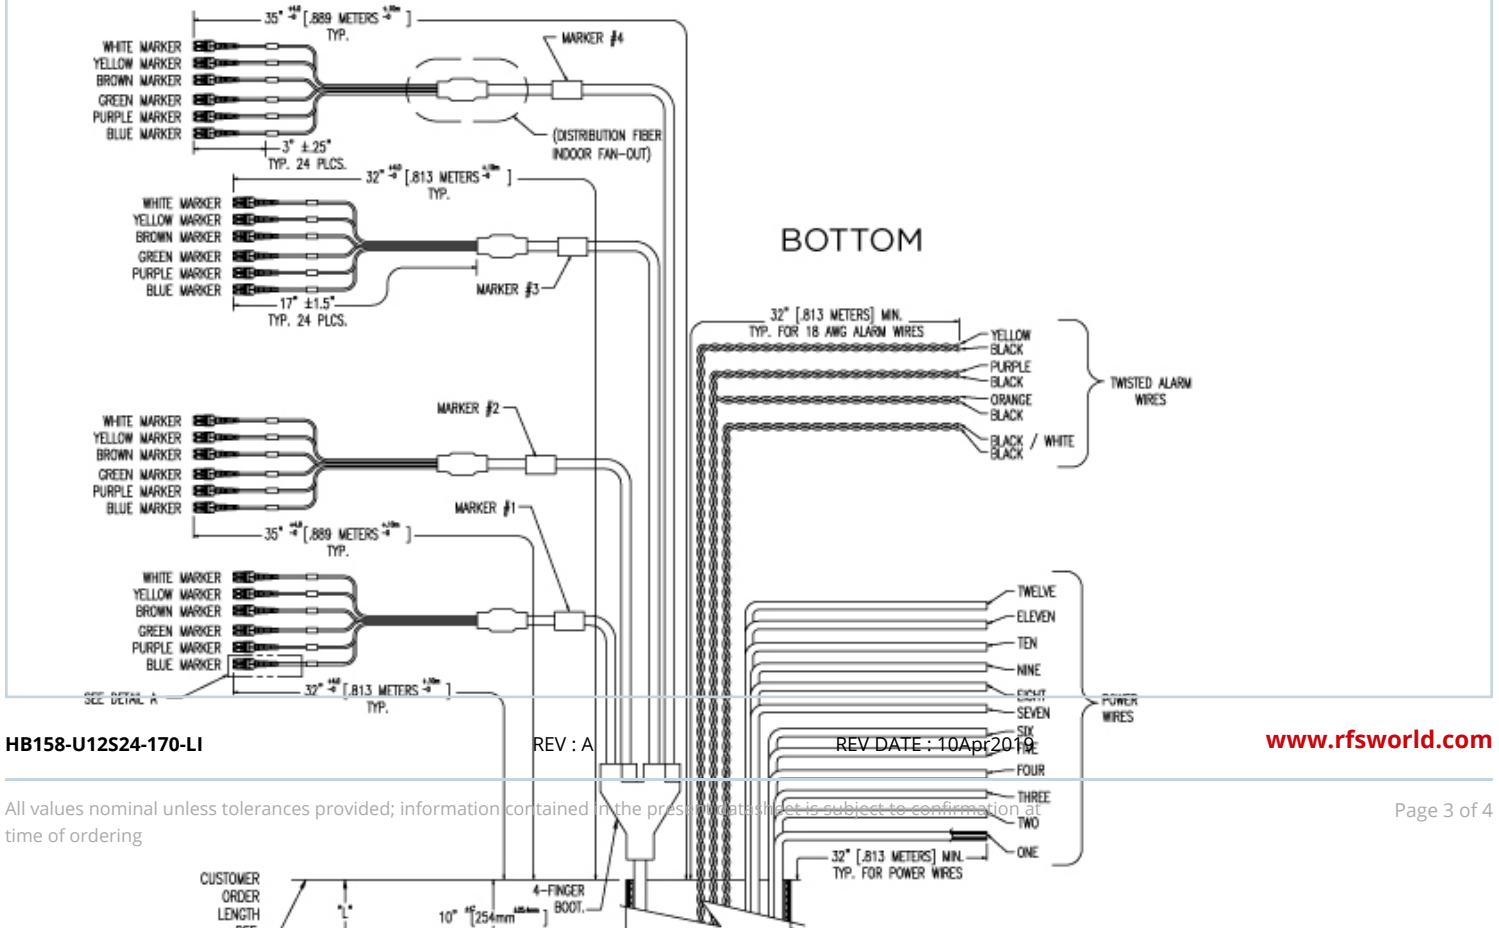 35" [.889 METERS ]
TYP.
MARKER #4
WHITE MARKER
YELLOW MARKER
BROWN MARKER
GREEN MARKER
PURPLE MARKER
BLUE MARKER
(DISTRIBUTION FIBER
INDOOR FAN-OUT)
3" ±.25"
TYP. 24 PLCS.
32" [.813 METERS ]
TYP.
WHITE MARKER
YELLOW MARKER
BROWN MARKER
GREEN MARKER
PURPLE MARKER
BLUE MARKER
MARKER #3
17" ±1.5"
TYP. 24 PLCS.
BOTTOM
32" [.813 METERS] MIN.
TYP. FOR 18 AWG ALARM WIRES
YELLOW
BLACK
PURPLE
BLACK
ORANGE
BLACK
BLACK / WHITE
BLACK
TWISTED ALARM
WIRES
MARKER #2
WHITE MARKER
YELLOW MARKER
BROWN MARKER
GREEN MARKER
PURPLE MARKER
BLUE MARKER
MARKER #1
35" [.889 METERS ]
TYP.
WHITE MARKER
YELLOW MARKER
BROWN MARKER
GREEN MARKER
PURPLE MARKER
BLUE MARKER
SEE DETAIL A
32" [.813 METERS ]
TYP.
TWELVE
ELEVEN
TEN
NINE
EIGHT
SEVEN
SIX
FIVE
FOUR
THREE
TWO
ONE
POWER
WIRES
32" [.813 METERS] MIN.
TYP. FOR POWER WIRES
HB158-U12S24-170-LI
REV : A
REV DATE : 10Apr2019
www.rfsworld.com
All values nominal unless tolerances provided; information contained in the present datasheet is subject to confirmation at
time of ordering
Page 3 of 4
CUSTOMER
ORDER
LENGTH
"L"
10" [254mm ]
4-FINGER
BOOT.